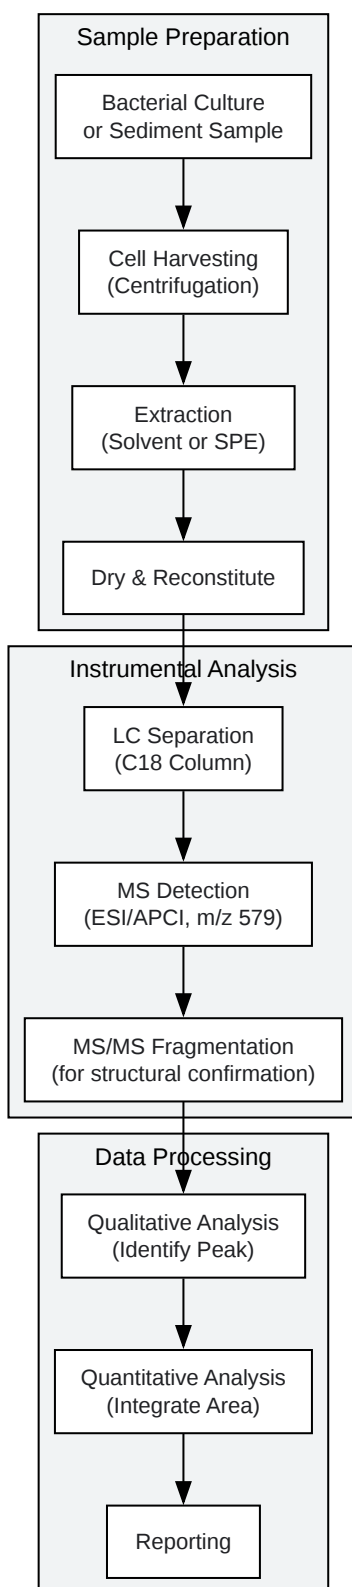 Sample Preparation
Bacterial Culture
or Sediment Sample
Cell Harvesting
(Centrifugation)
Extraction
(Solvent or SPE)
Dry & Reconstitute
Instrumental Analysis
LC Separation
(C18 Column)
MS Detection
(ESI/APCI, m/z 579)
MS/MS Fragmentation
(for structural confirmation)
Data Processing
Qualitative Analysis
(Identify Peak)
Quantitative Analysis
(Integrate Area)
Reporting